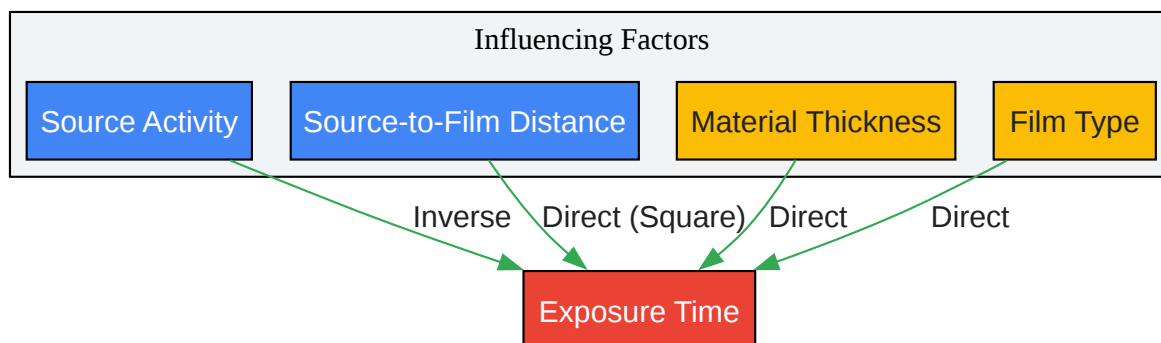 Influencing Factors
Source Activity
Source-to-Film Distance
Material Thickness
Film Type
Inverse
Direct (Square)
Direct
Direct
Exposure Time